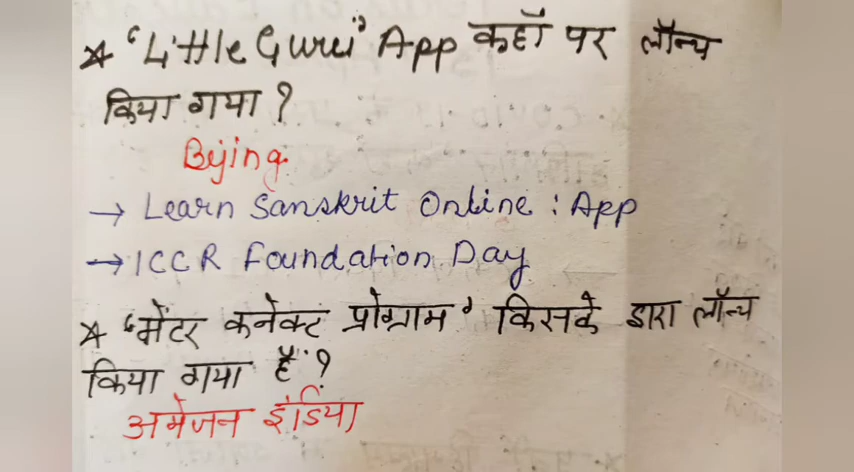 * 'Little Guru' App कहाँ पर लॉन्च
किया गया ?
Bijing
→ Learn Sanskrit Online : App
→ ICCR Foundation Day
* 'मेंटर कनेक्ट प्रोग्राम' किसके द्वारा लॉन्च
किया गया है ?
अमेजन इंडिया